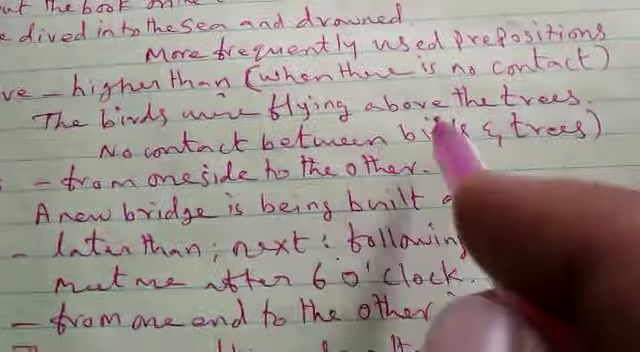 ut the book on
e dived into the sea and drowned.
More frequently used prepositions
ve - higher than (when there is no contact)
The birds were flying above the trees.
No contact between birds & trees)
- from one side to the other.
A new bridge is being built
- later than; next; following
meet me after 6 o'clock.
- from one end to the other